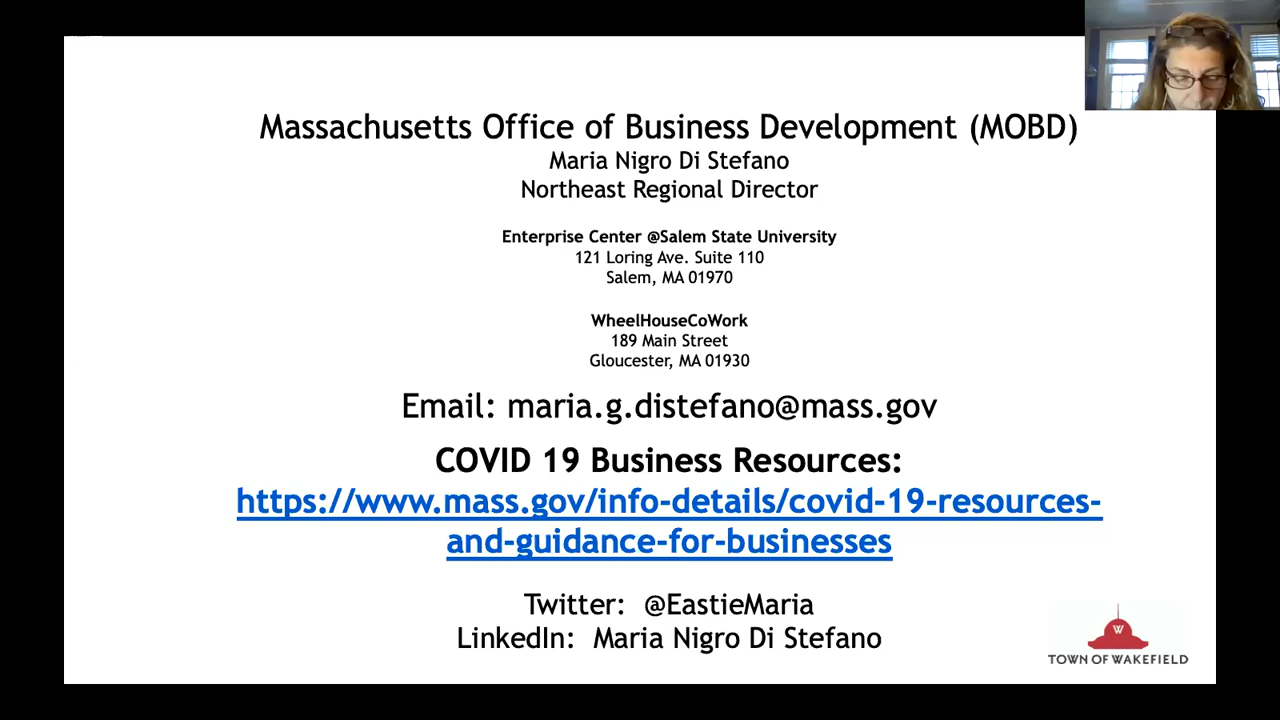 Massachusetts Office of Business Development (MOBD)
Maria Nigro Di Stefano
Northeast Regional Director
Enterprise Center @Salem State University
121 Loring Ave. Suite 110
Salem, MA 01970
WheelHouseCoWork
189 Main Street
Gloucester, MA 01930
Email: maria.g.distefano@mass.gov
COVID 19 Business Resources:
https://www.mass.gov/info-details/covid-19-resources-
and-guidance-for-businesses
Twitter: @EastieMaria
LinkedIn: Maria Nigro Di Stefano
W
TOWN OF WAKEFIELD